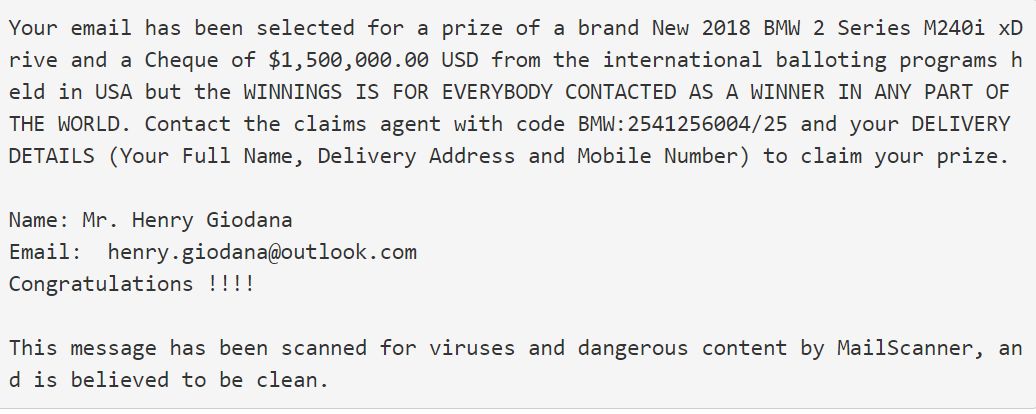 Your email has been selected for a prize of a brand New 2018 BMW 2 Series M240i xD
rive and a Cheque of $1,500,000.00 USD from the international balloting programs h
eld in USA but the WINNINGS IS FOR EVERYBODY CONTACTED AS A WINNER IN ANY PART OF
THE WORLD. Contact the claims agent with code BMW:2541256004/25 and your DELIVERY
DETAILS (Your Full Name, Delivery Address and Mobile Number) to claim your prize.
Name: Mr. Henry Giodana
Email:  henry.giodana@outlook.com
Congratulations !!!!
This message has been scanned for viruses and dangerous content by MailScanner, an
d is believed to be clean.